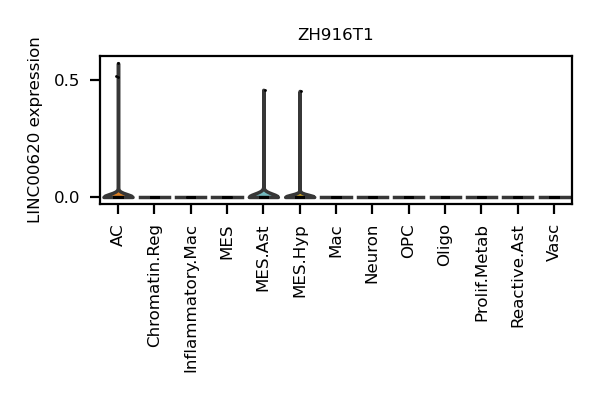 ZH916T1
LINC00620 expression
0.5
0.0
AC
Chromatin.Reg
Inflammatory.Mac
MES
MES.Ast
MES.Hyp
Mac
Neuron
OPC
Oligo
Prolif.Metab
Reactive.Ast
Vasc